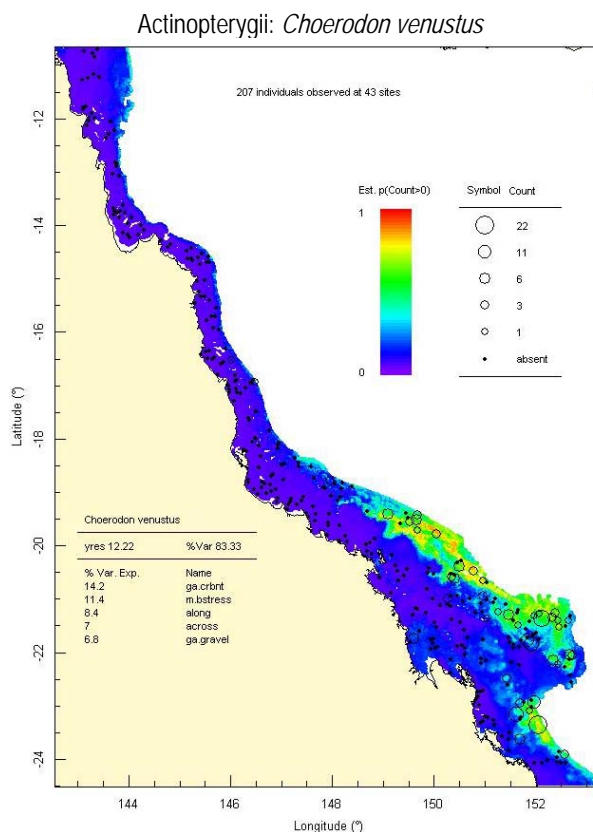 Actinopterygii: Choerodon venustus
207 individuals observed at 43 sites
Est. p(Count>0)
1
0
Symbol Count
22
11
6
3
1
absent
-12
-14
-16
-18
-20
-22
-24
Latitude (°)
Choerodon venustus
yres 12.22 %Var 83.33
% Var. Exp. Name
14.2 ga.crbnt
11.4 m.bstress
8.4 along
7 across
6.8 ga.gravel
144 146 148 150 152
Longitude (°)